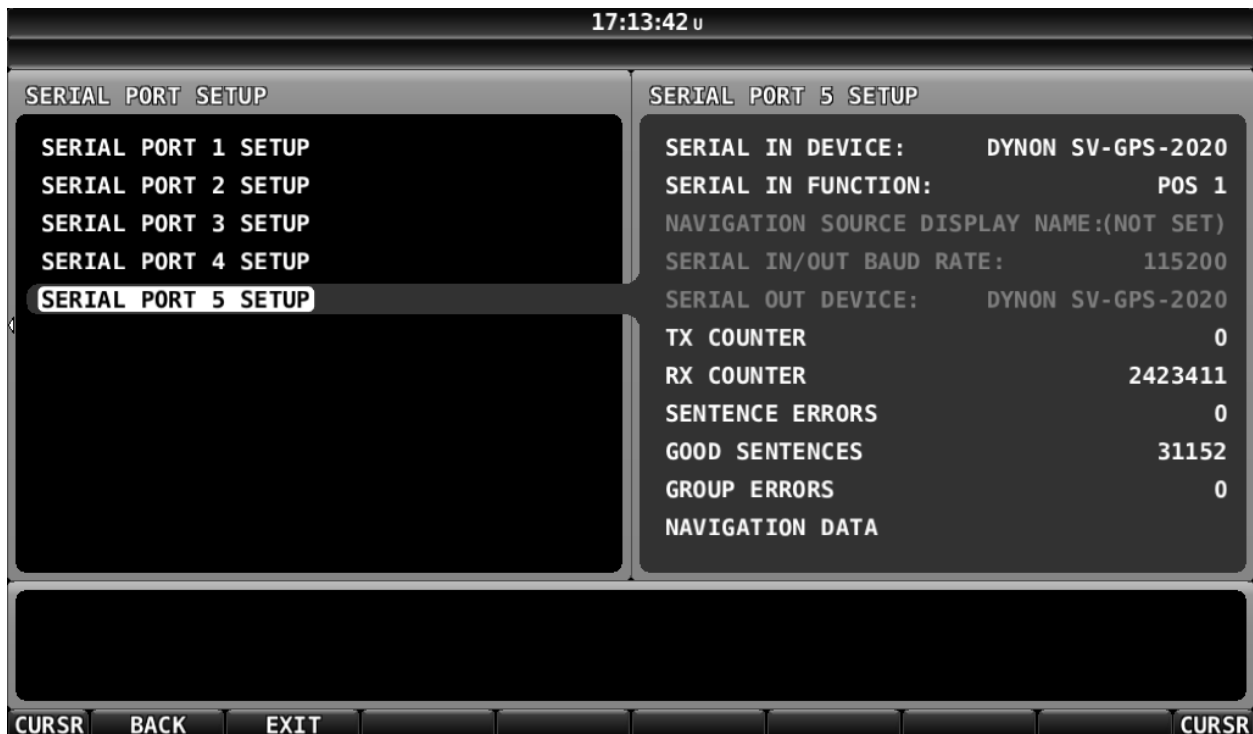 17:13:42 U
SERIAL PORT SETUP
SERIAL PORT 1 SETUP
SERIAL PORT 2 SETUP
SERIAL PORT 3 SETUP
SERIAL PORT 4 SETUP
SERIAL PORT 5 SETUP
SERIAL PORT 5 SETUP
SERIAL IN DEVICE: DYNON SV-GPS-2020
SERIAL IN FUNCTION: POS 1
NAVIGATION SOURCE DISPLAY NAME:(NOT SET)
SERIAL IN/OUT BAUD RATE: 115200
SERIAL OUT DEVICE: DYNON SV-GPS-2020
TX COUNTER 0
RX COUNTER 2423411
SENTENCE ERRORS 0
GOOD SENTENCES 31152
GROUP ERRORS 0
NAVIGATION DATA
CURSR BACK EXIT CURSR